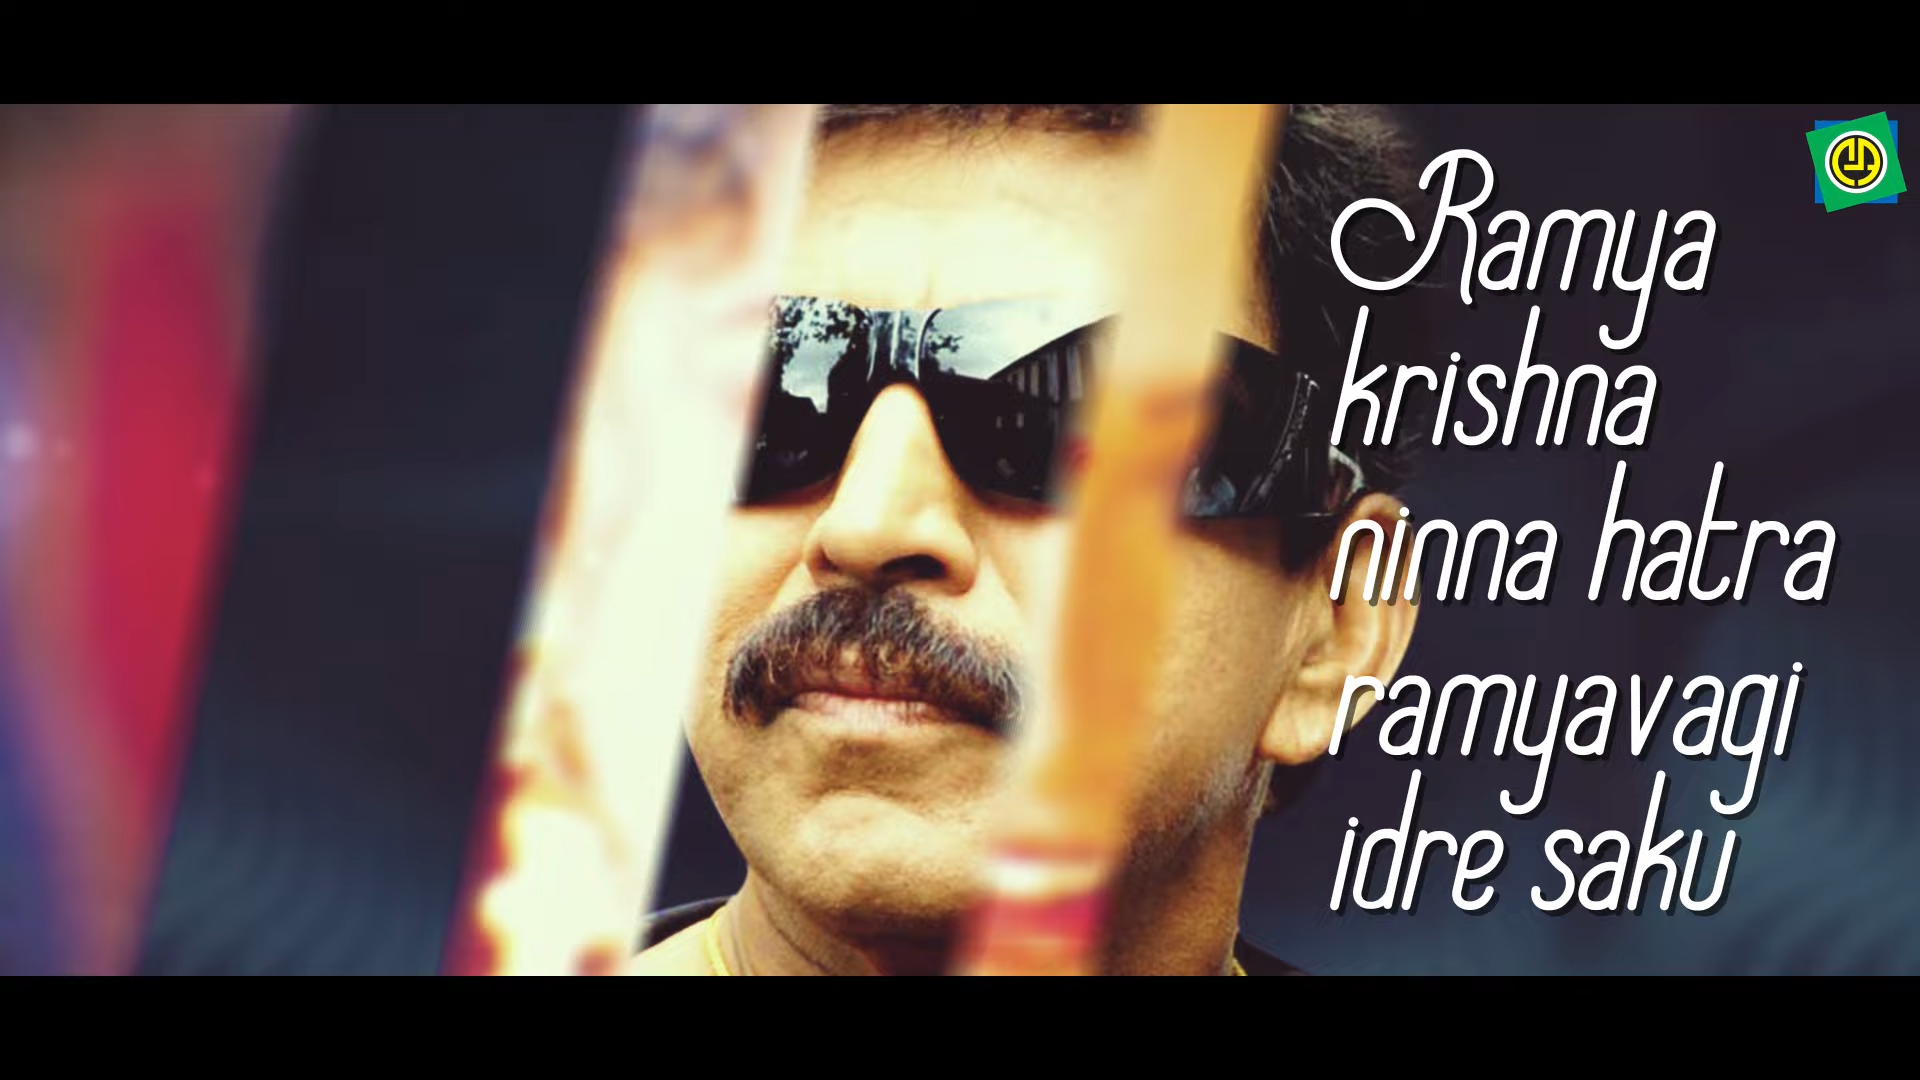 Ramya
krishna
ninna hatra
ramyavagi
idre saku